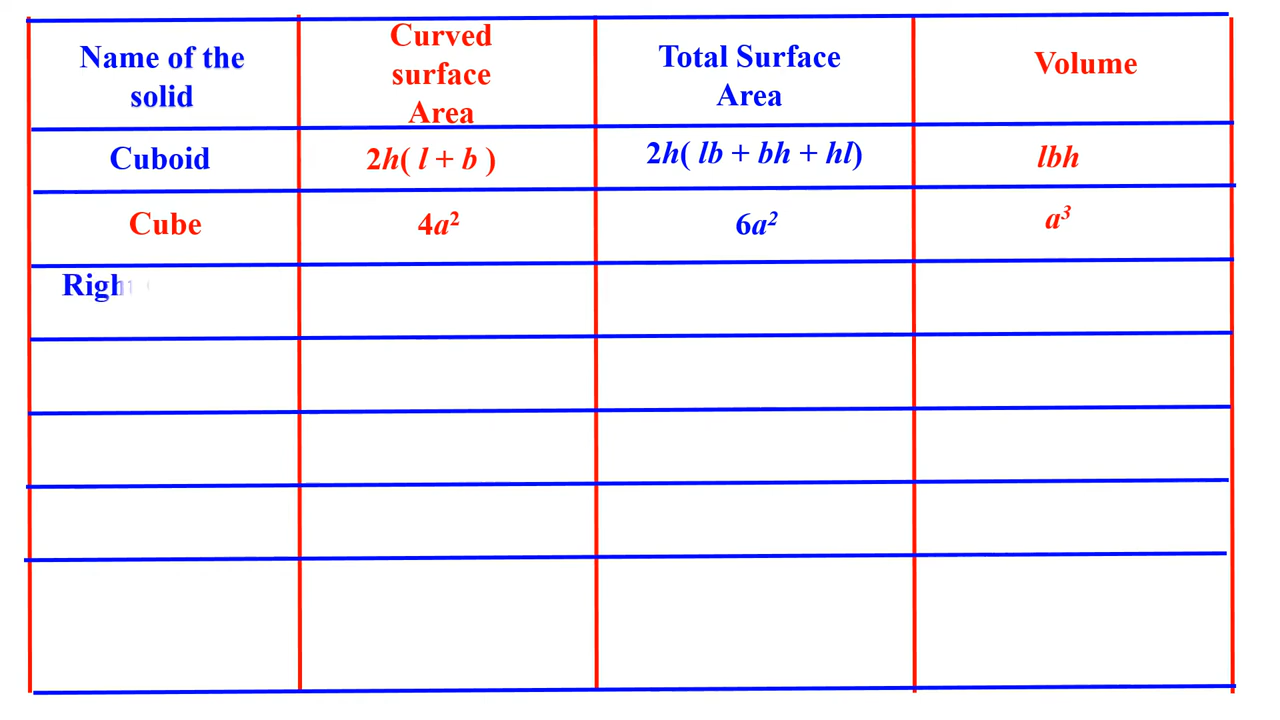 Name of the
solid
Curved
surface
Area
Total Surface
Area
Volume
Cuboid
2h( l + b )
2h( lb + bh + hl)
lbh
Cube
4a²
6a²
a³